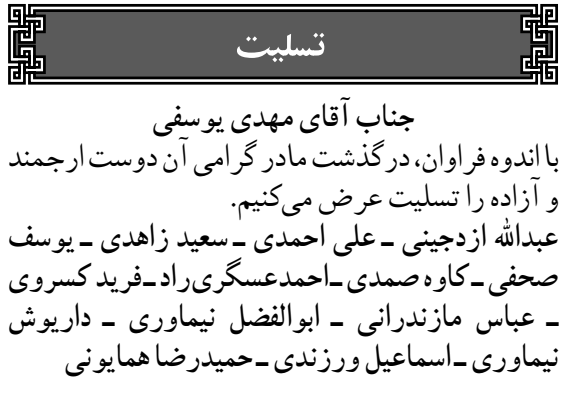 تسلیت
جناب آقای مهدی یوسفی
با اندوه فراوان، درگذشت مادر گرامی آن دوست ارجمند
و آزاده را تسلیت عرض می‌کنیم.
عبدالله ازدجینی ـ علی احمدی ـ سعید زاهدی ـ یوسف
صحفی ـ کاوه صمدی ـ احمدعسگری‌راد ـ فرید کسروی
ـ عباس مازندرانی ـ ابوالفضل نیماوری ـ داریوش
نیماوری ـ اسماعیل ورزندی ـ حمیدرضا همایونی